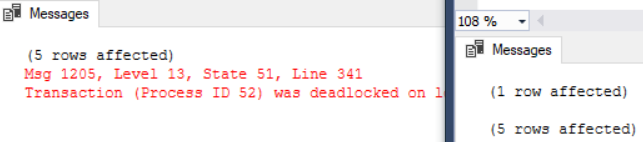 Messages
(5 rows affected)
Msg 1205, Level 13, State 51, Line 341
Transaction (Process ID 52) was deadlocked on
108 %
Messages
(1 row affected)
(5 rows affected)